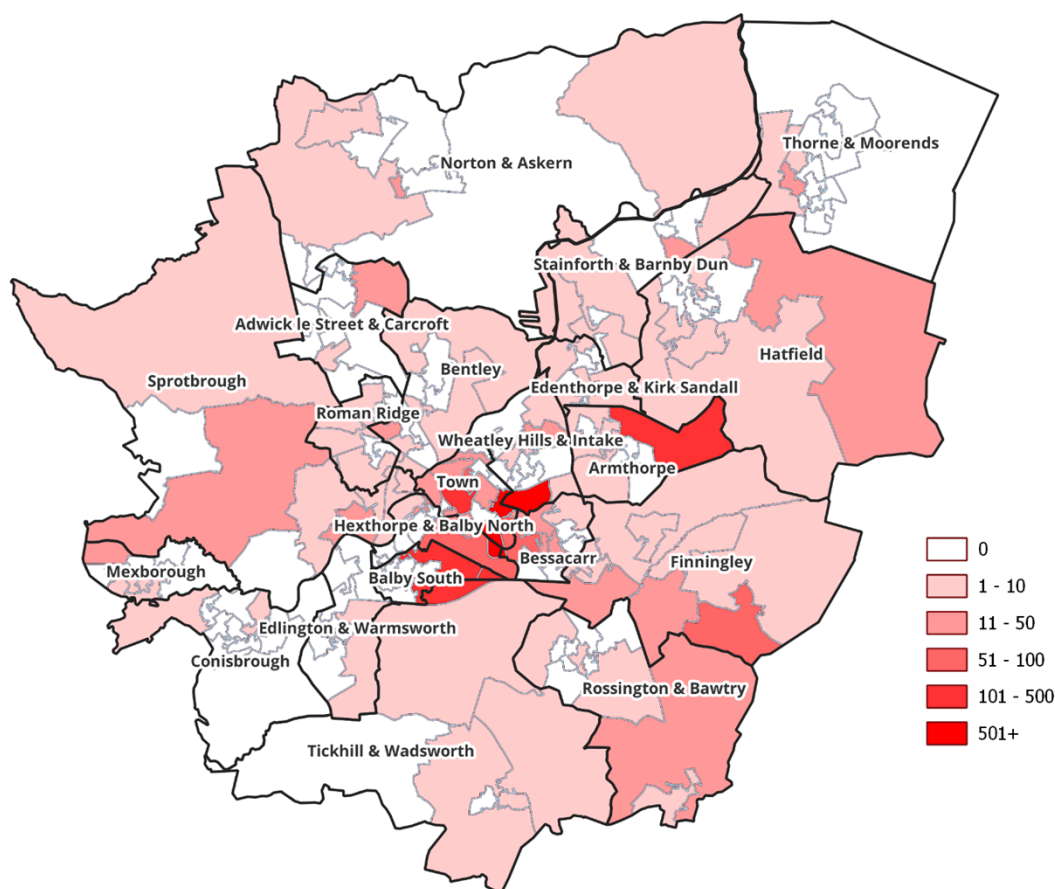 Norton & Askern
Thorne & Moorends
Stainforth & Barnby Dun
Adwick le Street & Carcroft
Hatfield
Bentley
Sprotbrough
Edenthorpe & Kirk Sandall
Roman Ridge
Wheatley Hills & Intake
Armthorpe
Town
Hexthorpe & Balby North
Bessacarr
Finningley
Mexborough
Balby South
Edlington & Warmsworth
Conisbrough
Rossington & Bawtry
Tickhill & Wadsworth
0
1 - 10
11 - 50
51 - 100
101 - 500
501+